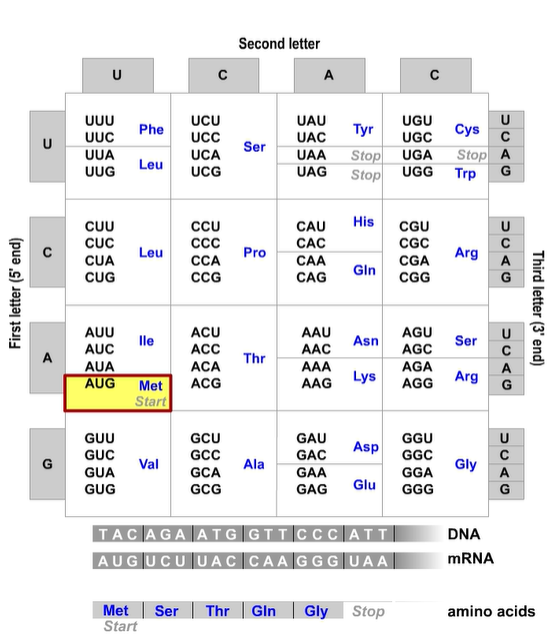 Second letter
U C A C
First letter (5' end)
Third letter (3' end)
U
UUU
UUC
Phe
UUA
UUG
Leu
UCU
UCC
UCA
UCG
Ser
UAU
UAC
Tyr
UAA Stop
UAG Stop
UGU
UGC
Cys
UGA Stop
UGG Trp
U
C
A
G
C
CUU
CUC
CUA
CUG
Leu
CCU
CCC
CCA
CCG
Pro
CAU
CAC
His
CAA
CAG
Gln
CGU
CGC
CGA
CGG
Arg
U
C
A
G
A
AUU
AUC
AUA
Ile
AUG Met
Start
ACU
ACC
ACA
ACG
Thr
AAU
AAC
Asn
AAA
AAG
Lys
AGU
AGC
Ser
AGA
AGG
Arg
U
C
A
G
G
GUU
GUC
GUA
GUG
Val
GCU
GCC
GCA
GCG
Ala
GAU
GAC
Asp
GAA
GAG
Glu
GGU
GGC
GGA
GGG
Gly
U
C
A
G
TAC AGA ATG GTT CCC ATT DNA
AUG UCU UAC CAA GGG UAA mRNA
Met Ser Thr Gln Gly Stop amino acids
Start